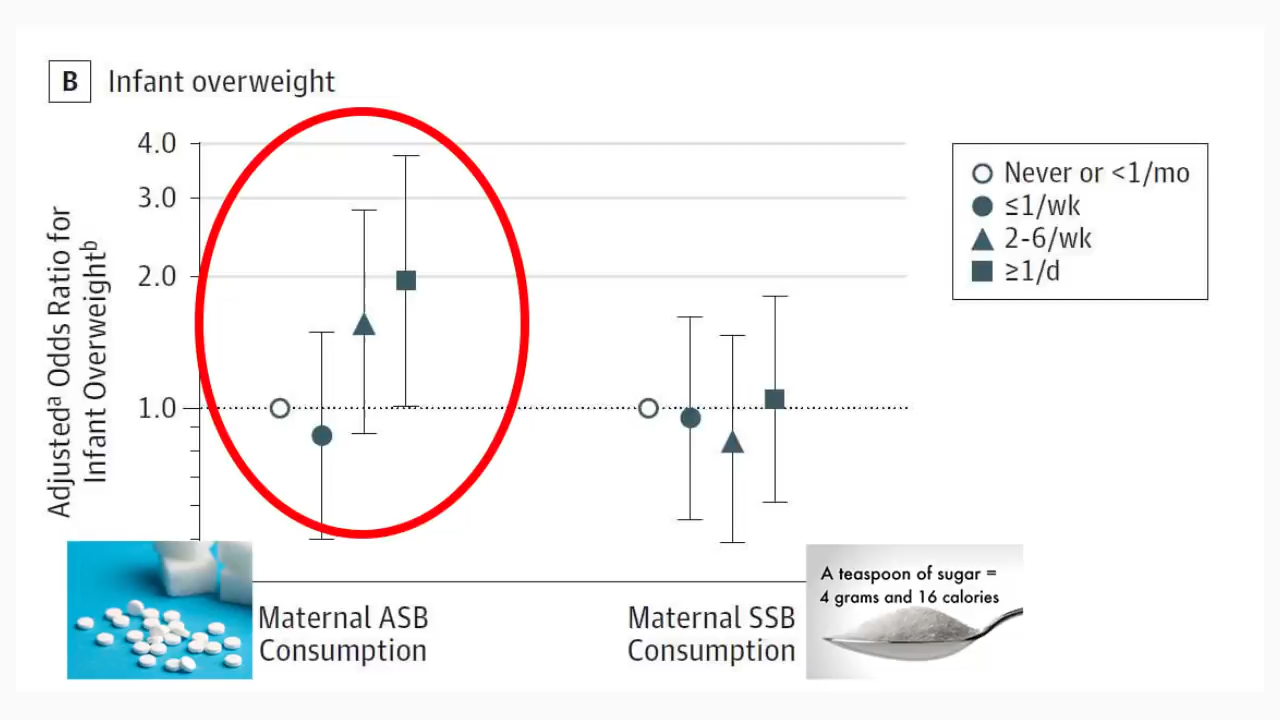 B Infant overweight
4.0
3.0
2.0
1.0
Adjustedᵃ Odds Ratio for
Infant Overweightᵇ
Never or <1/mo
≤1/wk
2-6/wk
≥1/d
Maternal ASB
Consumption
Maternal SSB
Consumption
A teaspoon of sugar =
4 grams and 16 calories